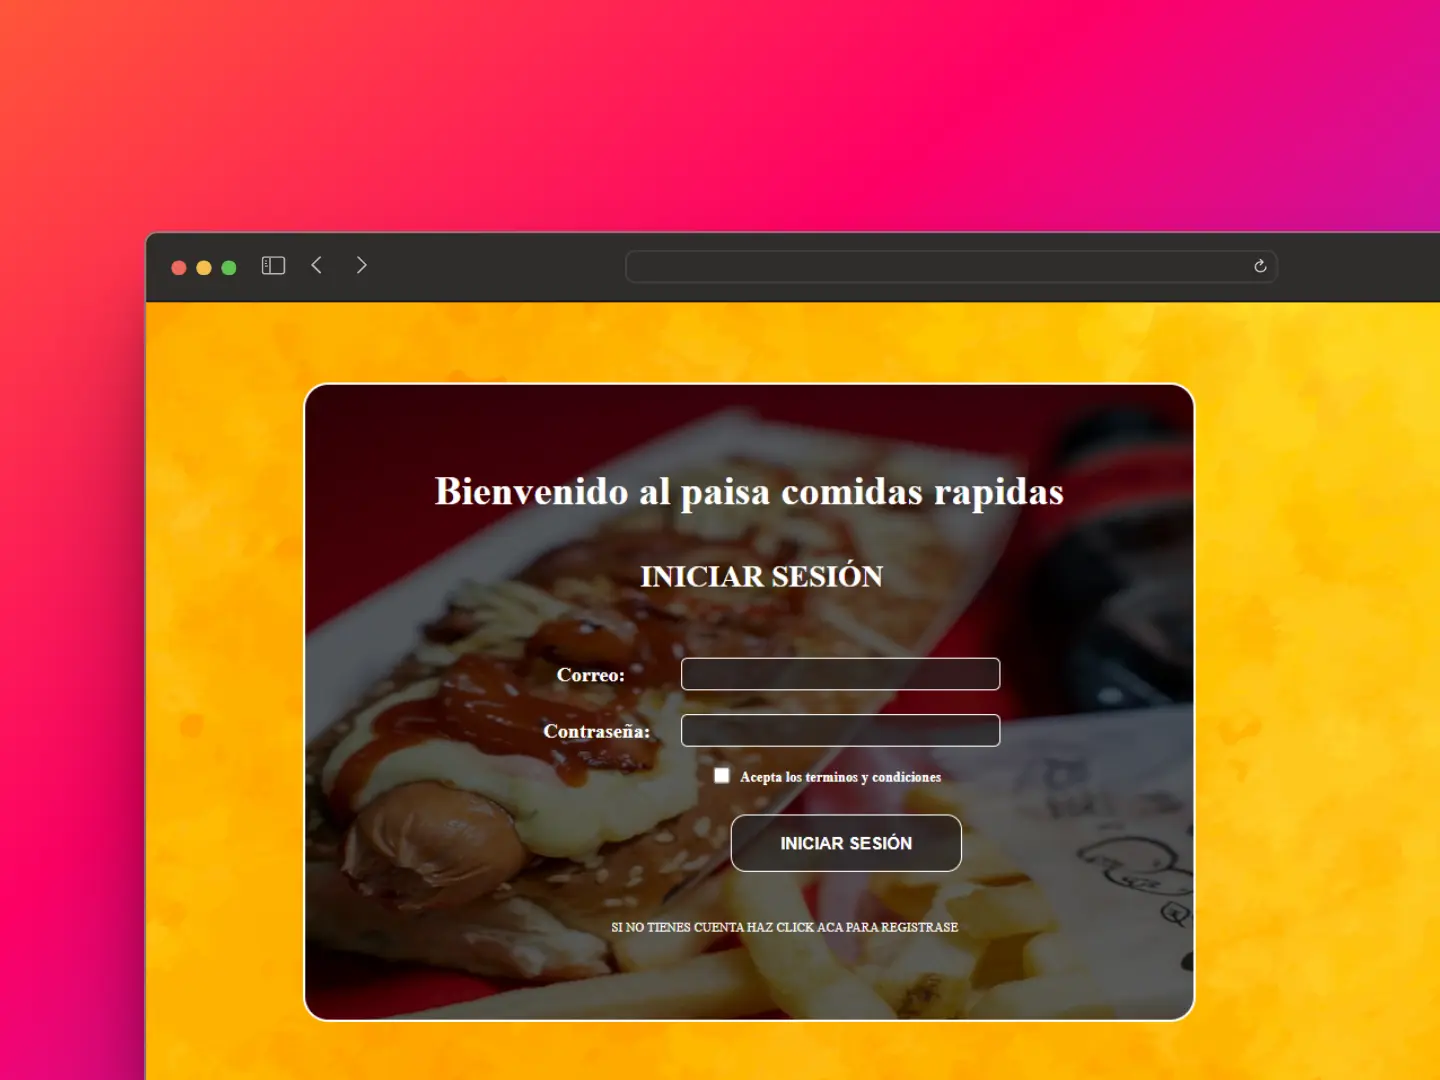 Bienvenido al paisa comidas rapidas
INICIAR SESIÓN
Correo:
Contraseña:
Acepta los terminos y condiciones
INICIAR SESIÓN
SI NO TIENES CUENTA HAZ CLICK ACA PARA REGISTRASE